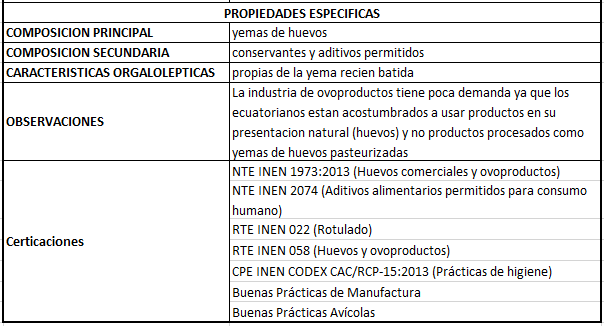 PROPIEDADES ESPECIFICAS
COMPOSICION PRINCIPAL yemas de huevos
COMPOSICION SECUNDARIA conservantes y aditivos permitidos
CARACTERISTICAS ORGALOLEPTICAS propias de la yema recien batida
OBSERVACIONES
La industria de ovoproductos tiene poca demanda ya que los
ecuatorianos estan acostumbrados a usar productos en su
presentacion natural (huevos) y no productos procesados como
yemas de huevos pasteurizadas
Certicaciones
NTE INEN 1973:2013 (Huevos comerciales y ovoproductos)
NTE INEN 2074 (Aditivos alimentarios permitidos para consumo
humano)
RTE INEN 022 (Rotulado)
RTE INEN 058 (Huevos y ovoproductos)
CPE INEN CODEX CAC/RCP-15:2013 (Prácticas de higiene)
Buenas Prácticas de Manufactura
Buenas Prácticas Avícolas